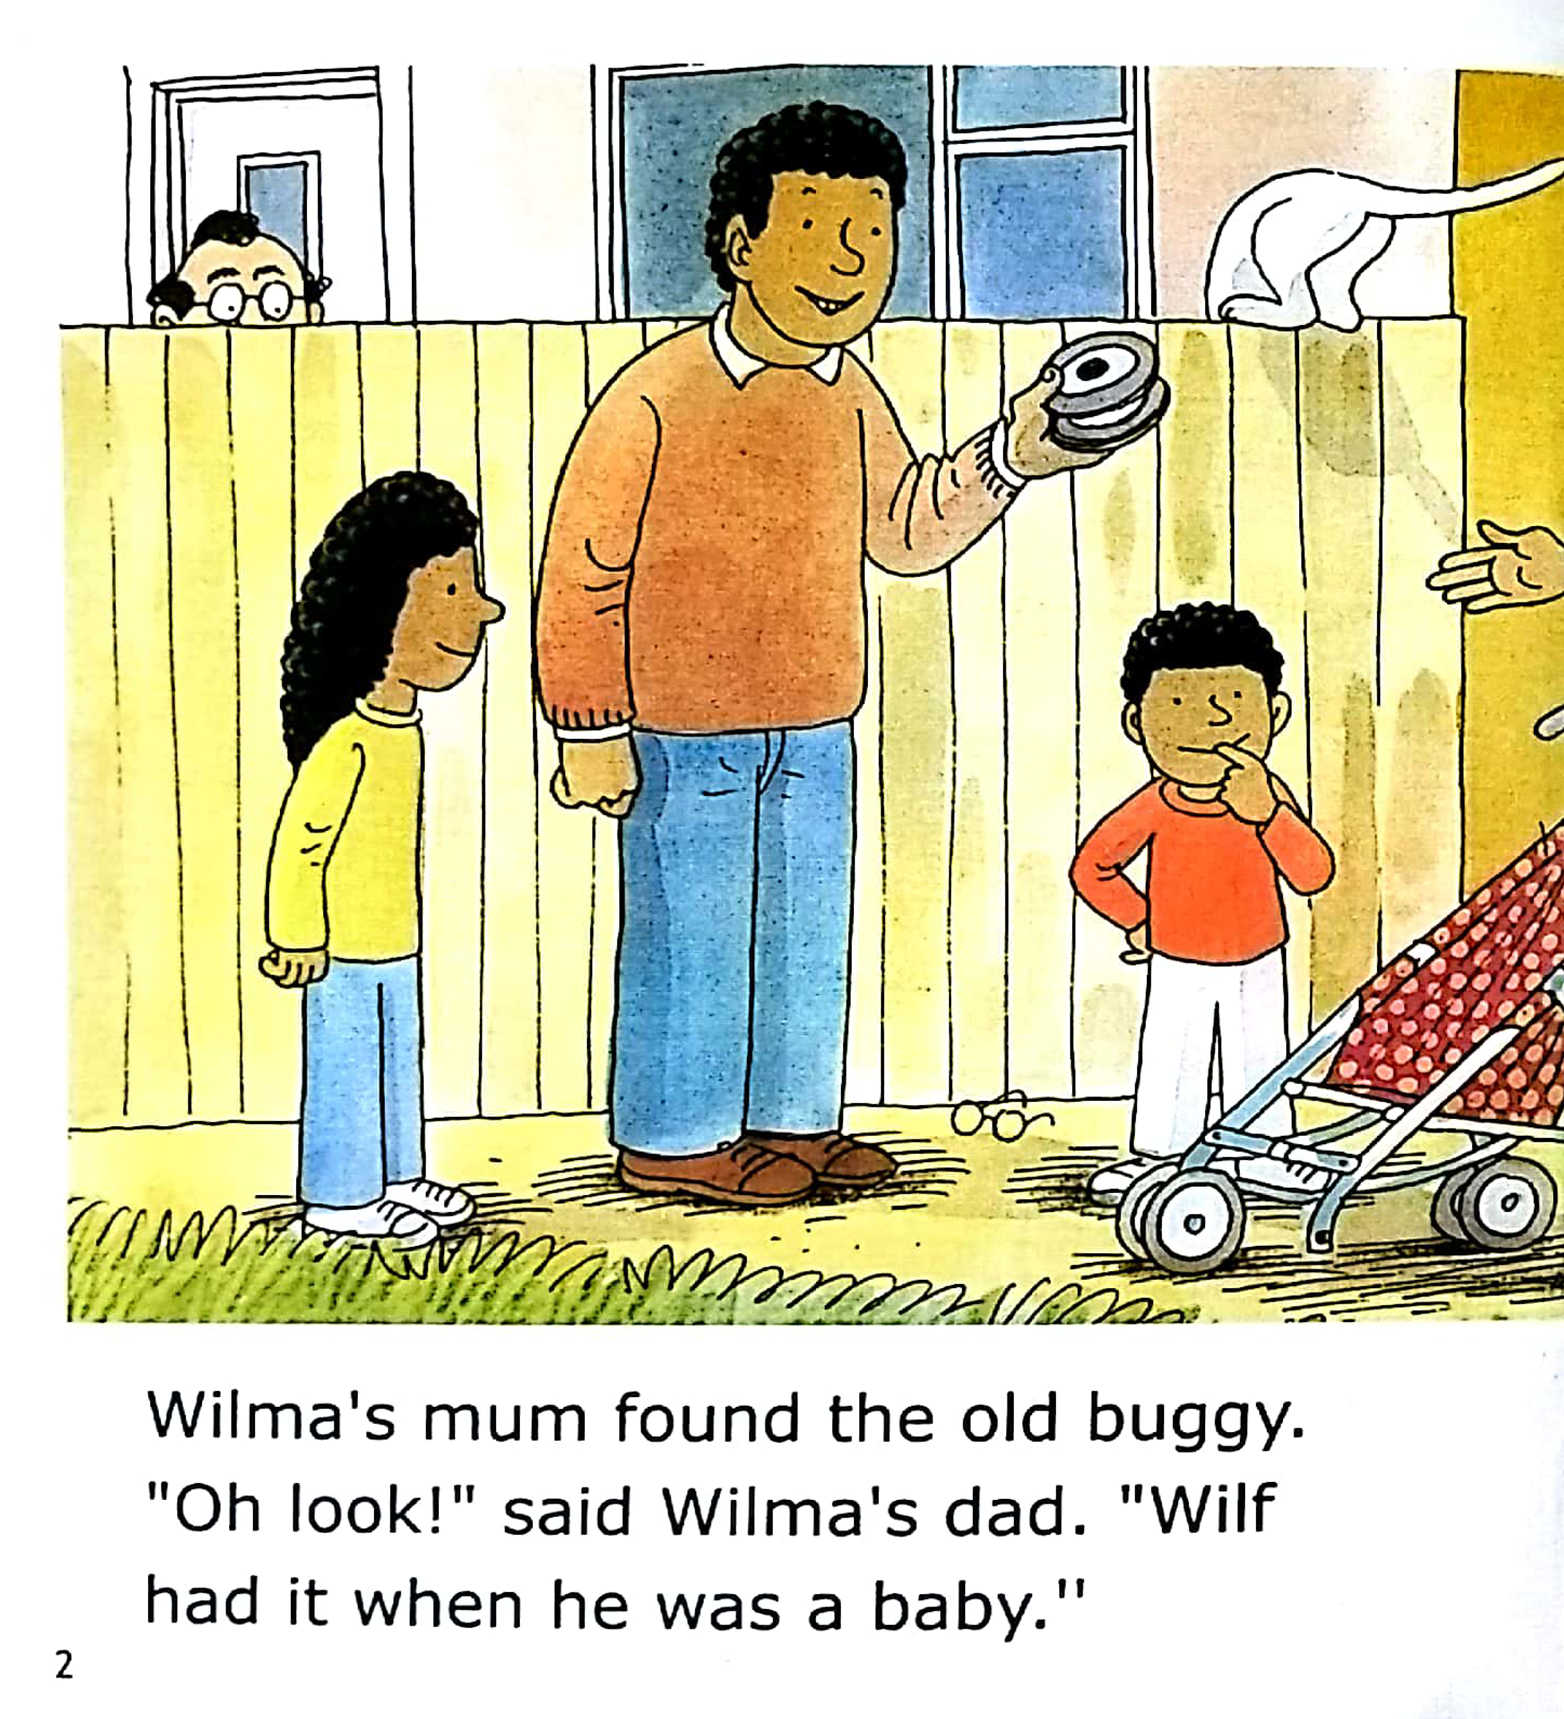 Wilma's mum found the old buggy.
"Oh look!" said Wilma's dad. "Wilf
had it when he was a baby."
2